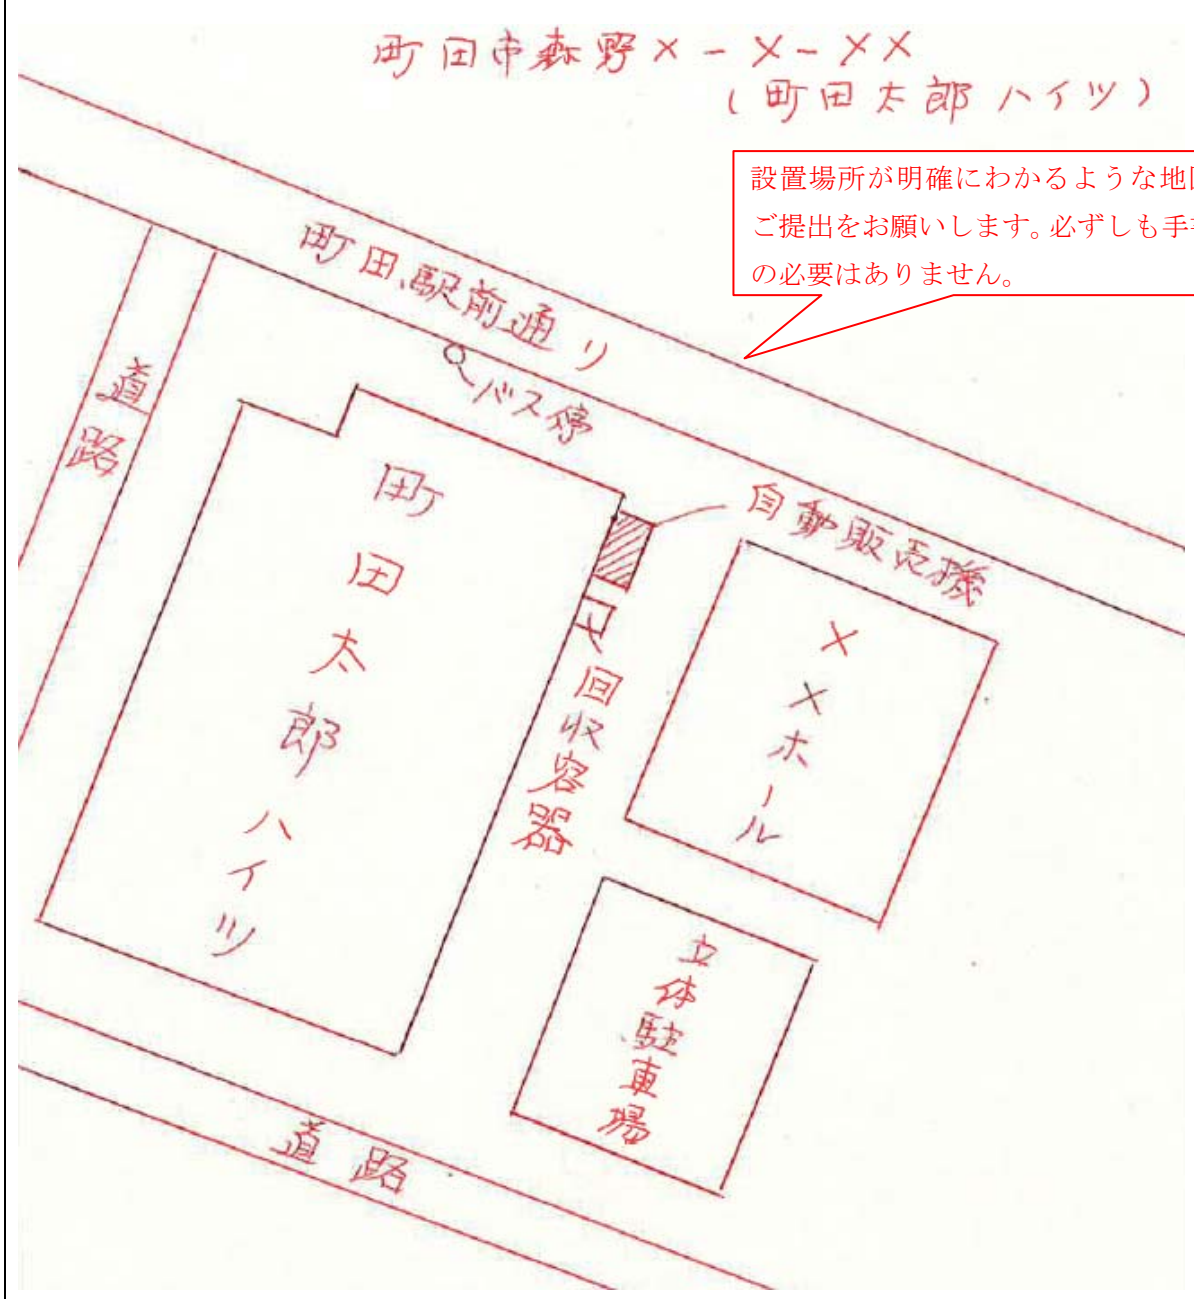 町田市森野×-×-××
(町田太郎ハイツ)
設置場所が明確にわかるような地図
ご提出をお願いします。必ずしも手書
の必要はありません。
町田駅前通り
バス停
道路
自動販売機
町田太郎ハイツ
回収容器
××ホール
立体駐車場
道路